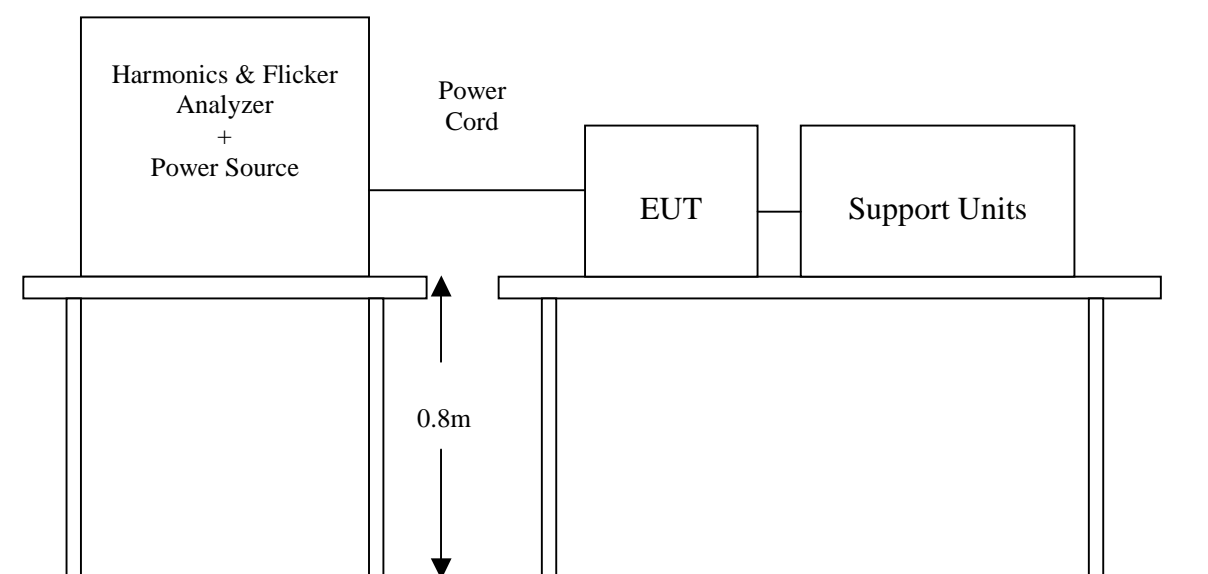 Harmonics & Flicker
Analyzer
+
Power Source
Power
Cord
EUT
Support Units
0.8m